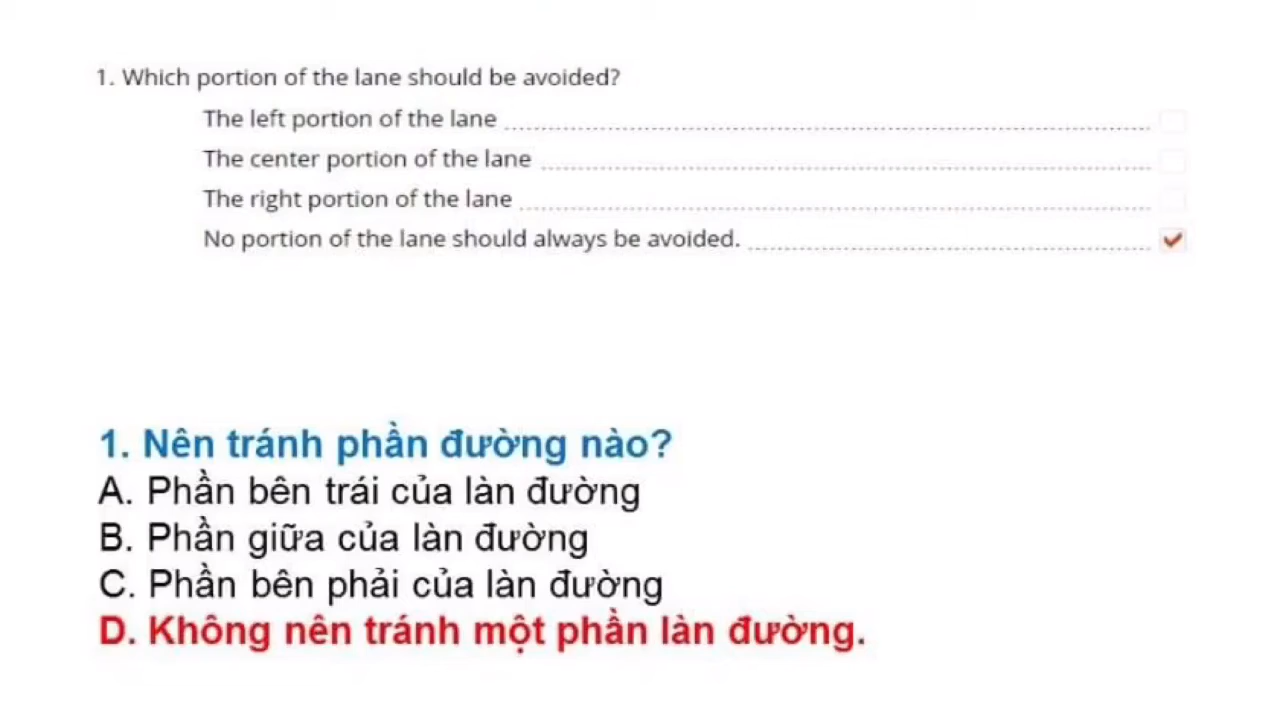 1. Which portion of the lane should be avoided?
The left portion of the lane
The center portion of the lane
The right portion of the lane
No portion of the lane should always be avoided.
1. Nên tránh phần đường nào?
A. Phần bên trái của làn đường
B. Phần giữa của làn đường
C. Phần bên phải của làn đường
D. Không nên tránh một phần làn đường.